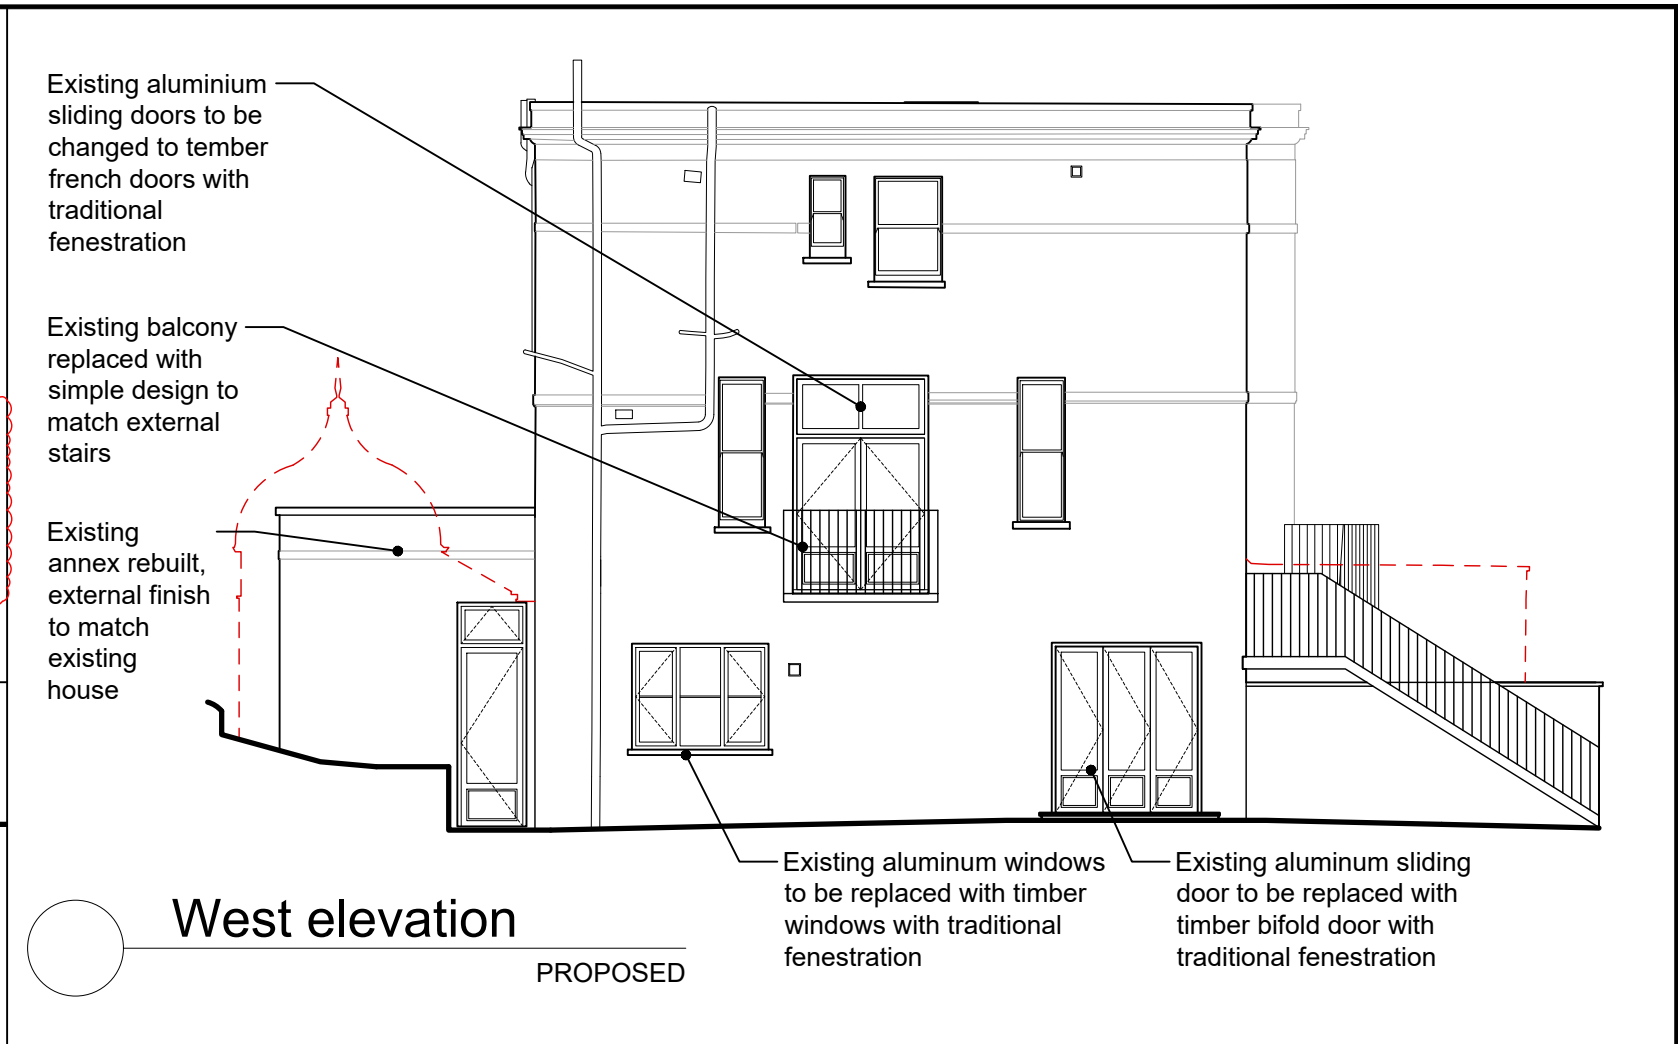 Existing aluminium
sliding doors to be
changed to tember
french doors with
traditional
fenestration
Existing balcony
replaced with
simple design to
match external
stairs
Existing
annex rebuilt,
external finish
to match
existing
house
Existing aluminum windows
to be replaced with timber
windows with traditional
fenestration
Existing aluminum sliding
door to be replaced with
timber bifold door with
traditional fenestration
West elevation
PROPOSED